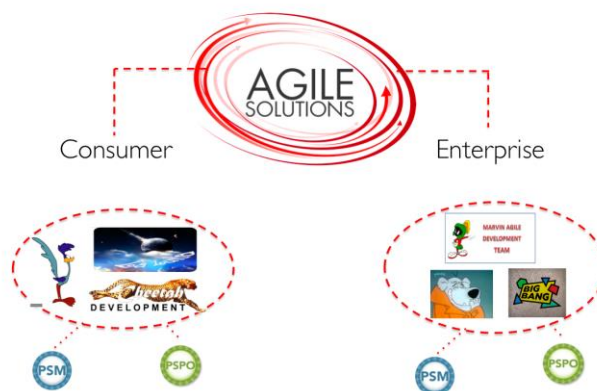 AGILE
SOLUTIONS
Consumer
Enterprise
MARVIN AGILE
DEVELOPMENT
TEAM
Cheetah
DEVELOPMENT
BIG
BANG
PSM
PSPO
PSM
PSPO